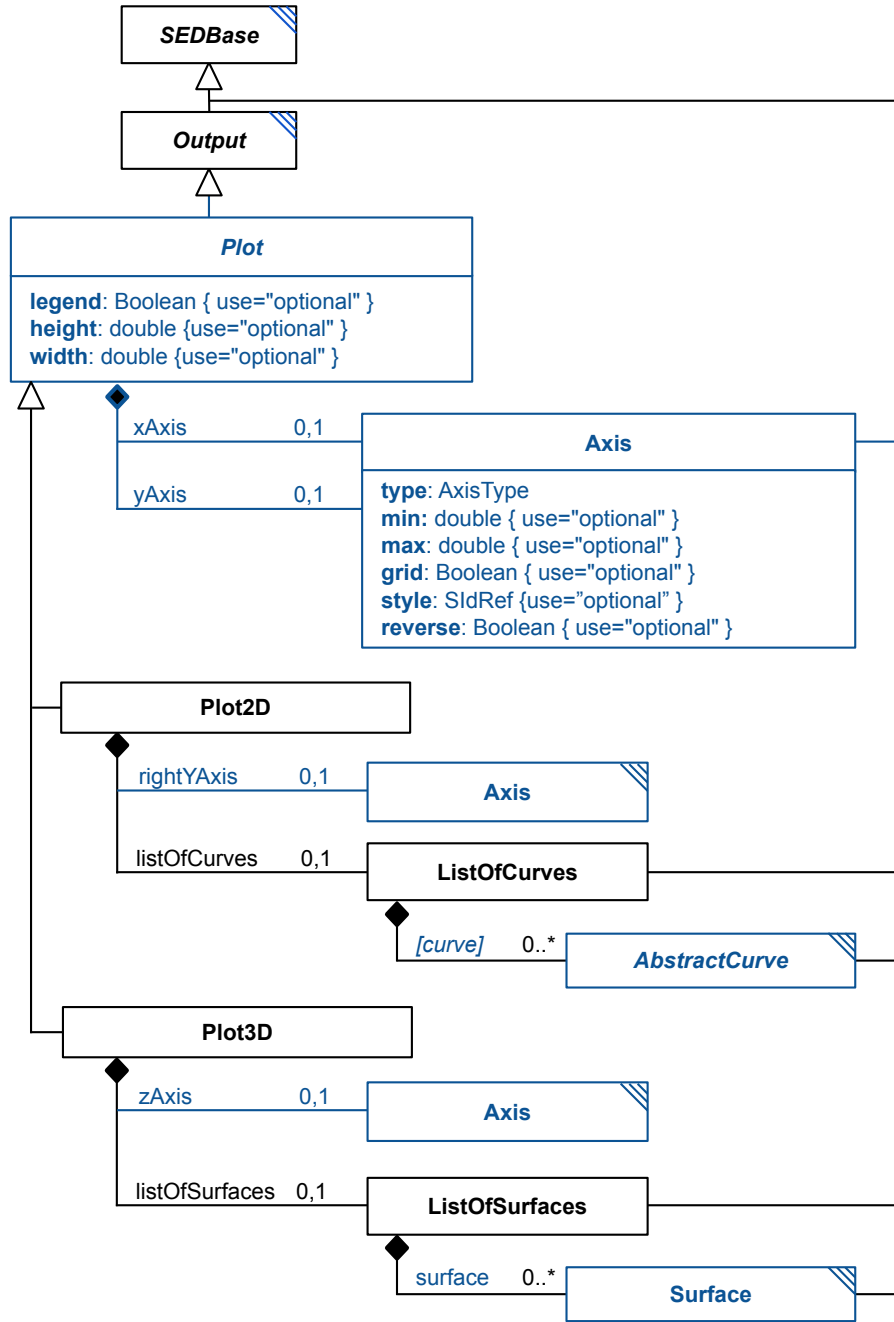 SEDBase
Output
Plot
legend: Boolean { use="optional" }
height: double {use="optional" }
width: double {use="optional" }
xAxis 0,1
Axis
yAxis 0,1
type: AxisType
min: double { use="optional" }
max: double { use="optional" }
grid: Boolean { use="optional" }
style: SIdRef {use=”optional” }
reverse: Boolean { use="optional" }
Plot2D
rightYAxis 0,1
Axis
listOfCurves 0,1
ListOfCurves
[curve] 0..*
AbstractCurve
Plot3D
zAxis 0,1
Axis
listOfSurfaces 0,1
ListOfSurfaces
surface 0..*
Surface